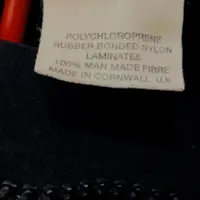 POLYCHLOROPRENE
RUBBER BONDED NYLON
LAMINATES
100% MAN MADE FIBRE
MADE IN CORNWALL U.K